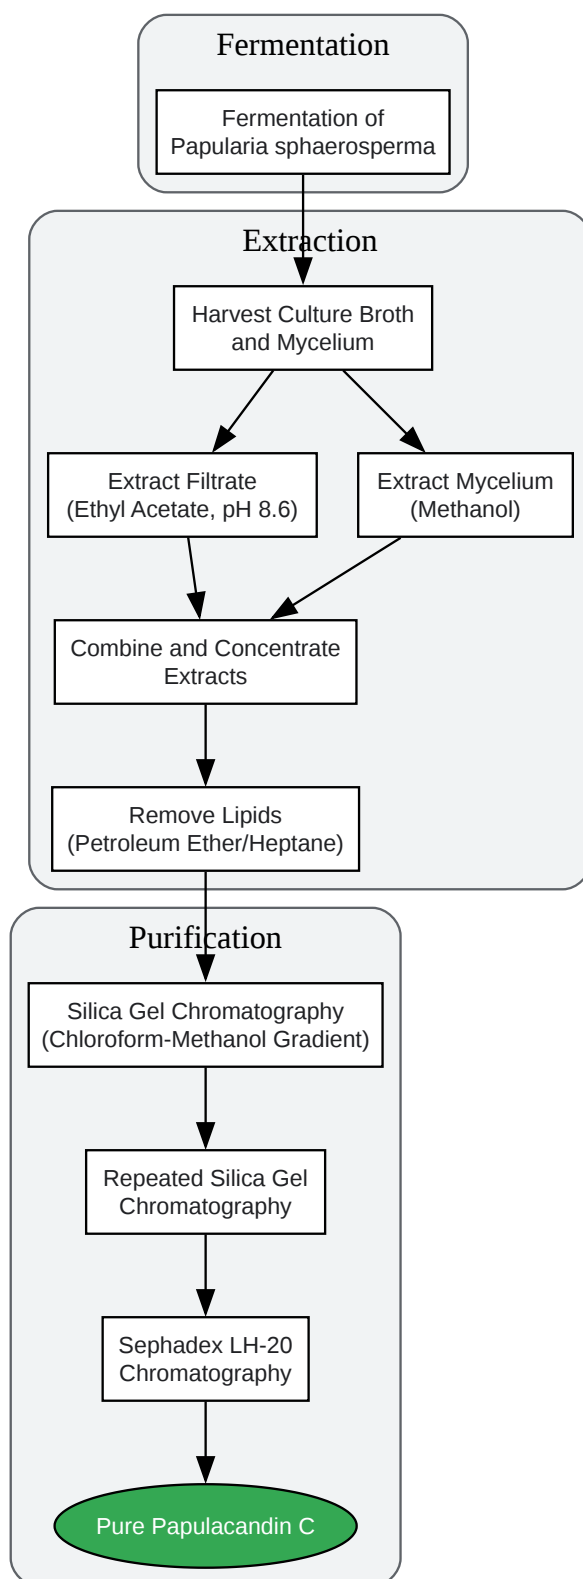 Fermentation
Fermentation of
Papularia sphaerosperma
Extraction
Harvest Culture Broth
and Mycelium
Extract Filtrate
(Ethyl Acetate, pH 8.6)
Extract Mycelium
(Methanol)
Combine and Concentrate
Extracts
Remove Lipids
(Petroleum Ether/Heptane)
Purification
Silica Gel Chromatography
(Chloroform-Methanol Gradient)
Repeated Silica Gel
Chromatography
Sephadex LH-20
Chromatography
Pure Papulacandin C